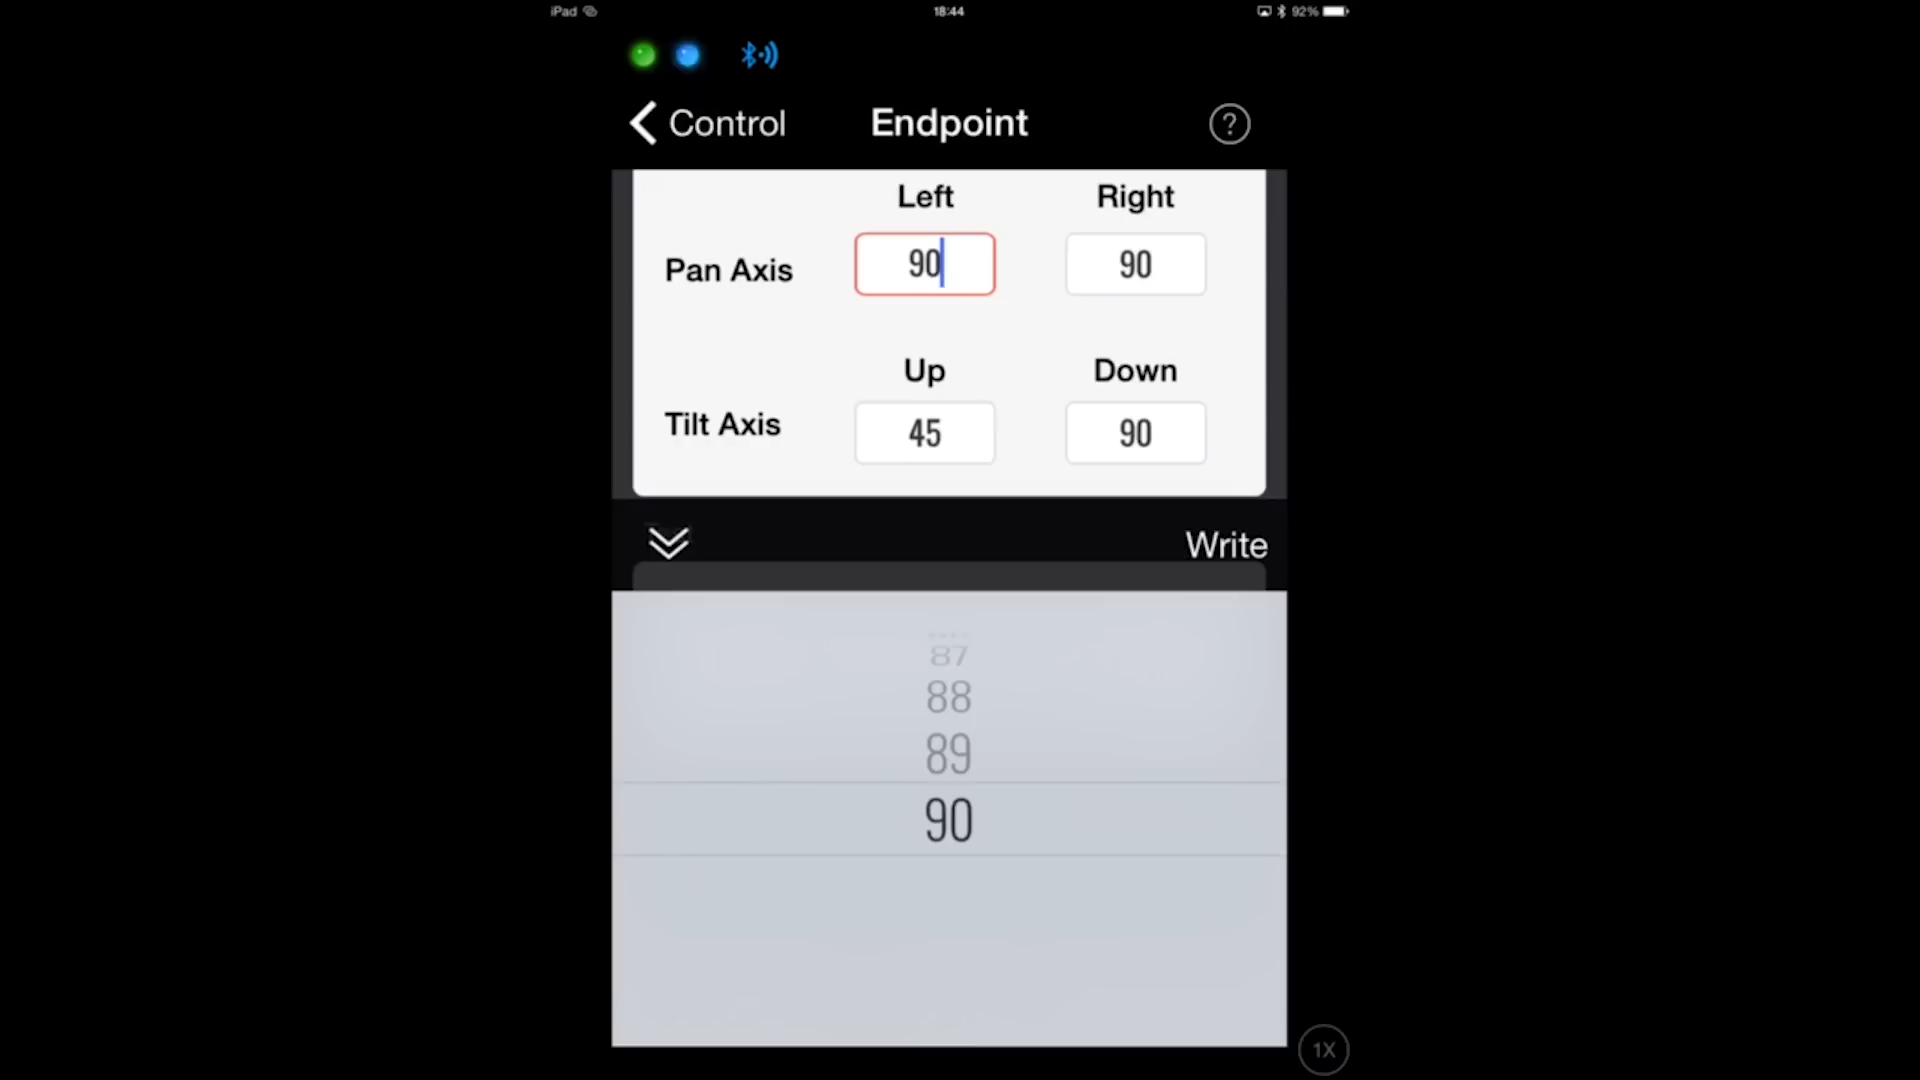 iPad 18:44 92%
Control Endpoint ?
Left Right
Pan Axis 90 90
Up Down
Tilt Axis 45 90
Write
87
88
89
90
1X